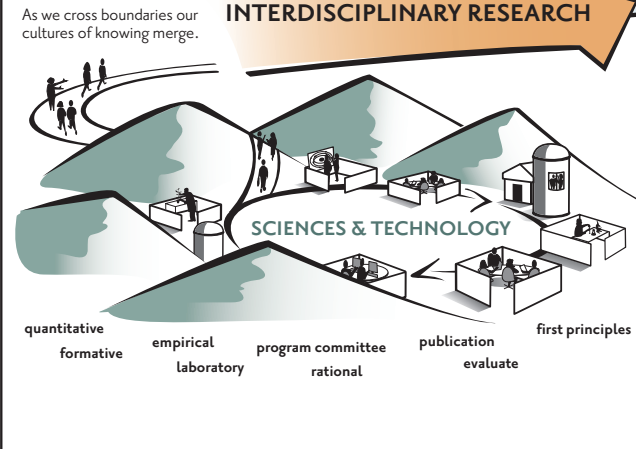 As we cross boundaries our
cultures of knowing merge.
INTERDISCIPLINARY RESEARCH
SCIENCES & TECHNOLOGY
quantitative
formative
empirical
laboratory
program committee
rational
publication
evaluate
first principles